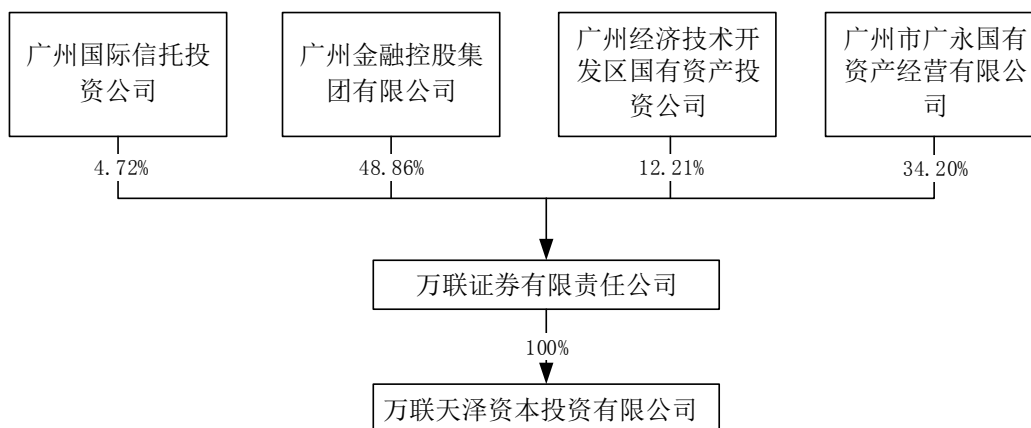 广州国际信托投
资公司
广州金融控股集
团有限公司
广州经济技术开
发区国有资产投
资公司
广州市广永国有
资产经营有限公
司
4.72%
48.86%
12.21%
34.20%
万联证券有限责任公司
100%
万联天泽资本投资有限公司